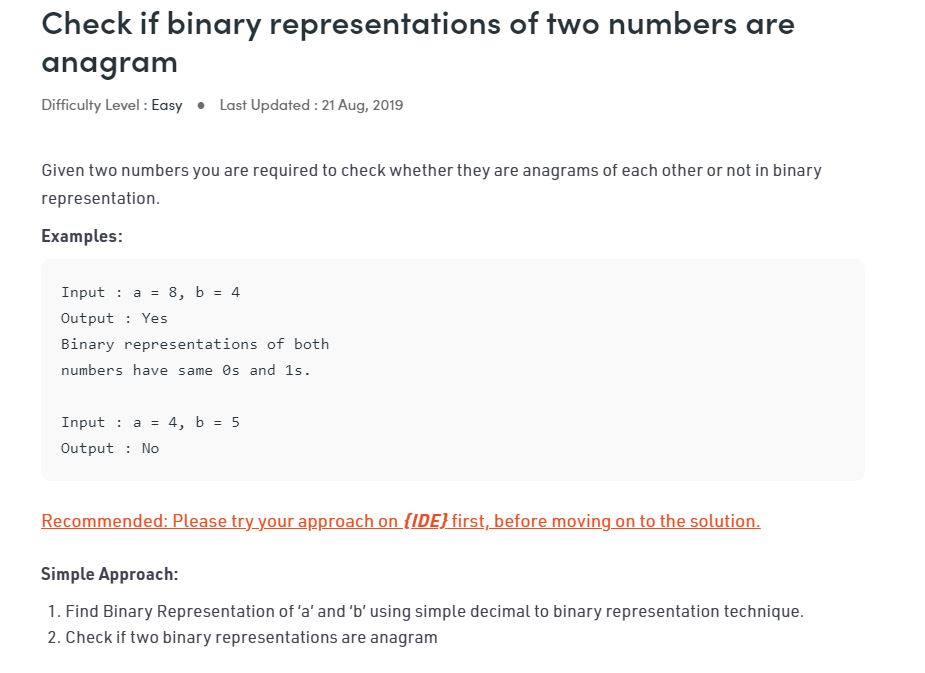 Check if binary representations of two numbers are
anagram
Difficulty Level : Easy ● Last Updated : 21 Aug, 2019
Given two numbers you are required to check whether they are anagrams of each other or not in binary
representation.
Examples:
Input : a = 8, b = 4
Output : Yes
Binary representations of both
numbers have same 0s and 1s.
Input : a = 4, b = 5
Output : No
Recommended: Please try your approach on {IDE} first, before moving on to the solution.
Simple Approach:
1. Find Binary Representation of ‘a’ and ‘b’ using simple decimal to binary representation technique.
2. Check if two binary representations are anagram